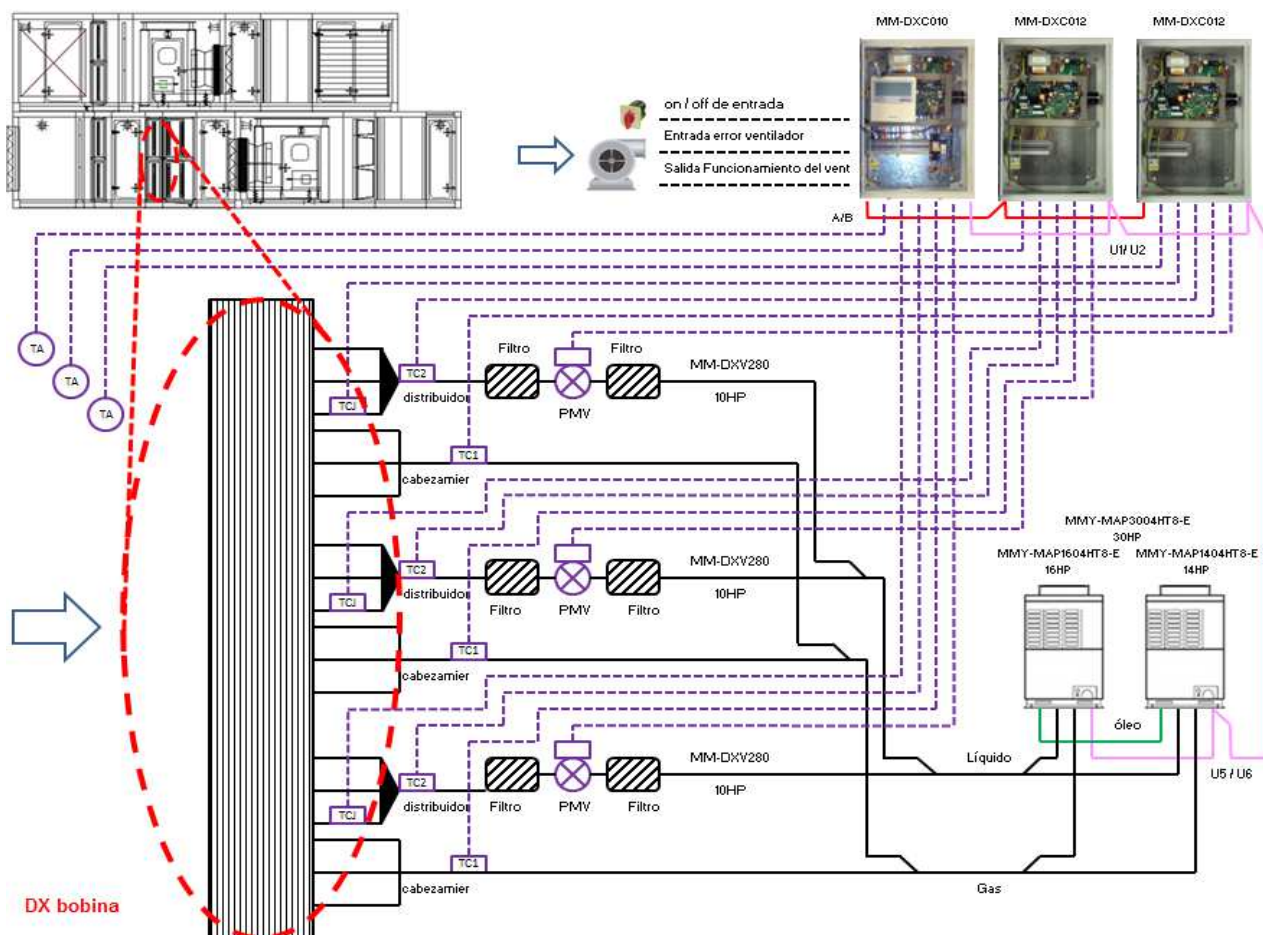 MM-DXC010
MM-DXC012
MM-DXC012
on / off de entrada
Entrada error ventilador
Salida Funcionamiento del vent
A/B
U1/ U2
TA
TA
TA
Filtro
Filtro
MM-DXV280
TC2
distribuidor
PMV
10HP
TCJ
TC1
cabezamier
MMY-MAP3004HT8-E
30HP
MMY-MAP1604HT8-E
MMY-MAP1404HT8-E
16HP
14HP
TC2
distribuidor
MM-DXV280
TCJ
Filtro
PMV
Filtro
10HP
TC1
cabezamier
óleo
Líquido
U5 / U6
MM-DXV280
TC2
distribuidor
Filtro
PMV
Filtro
10HP
TCJ
TC1
cabezamier
Gas
DX bobina